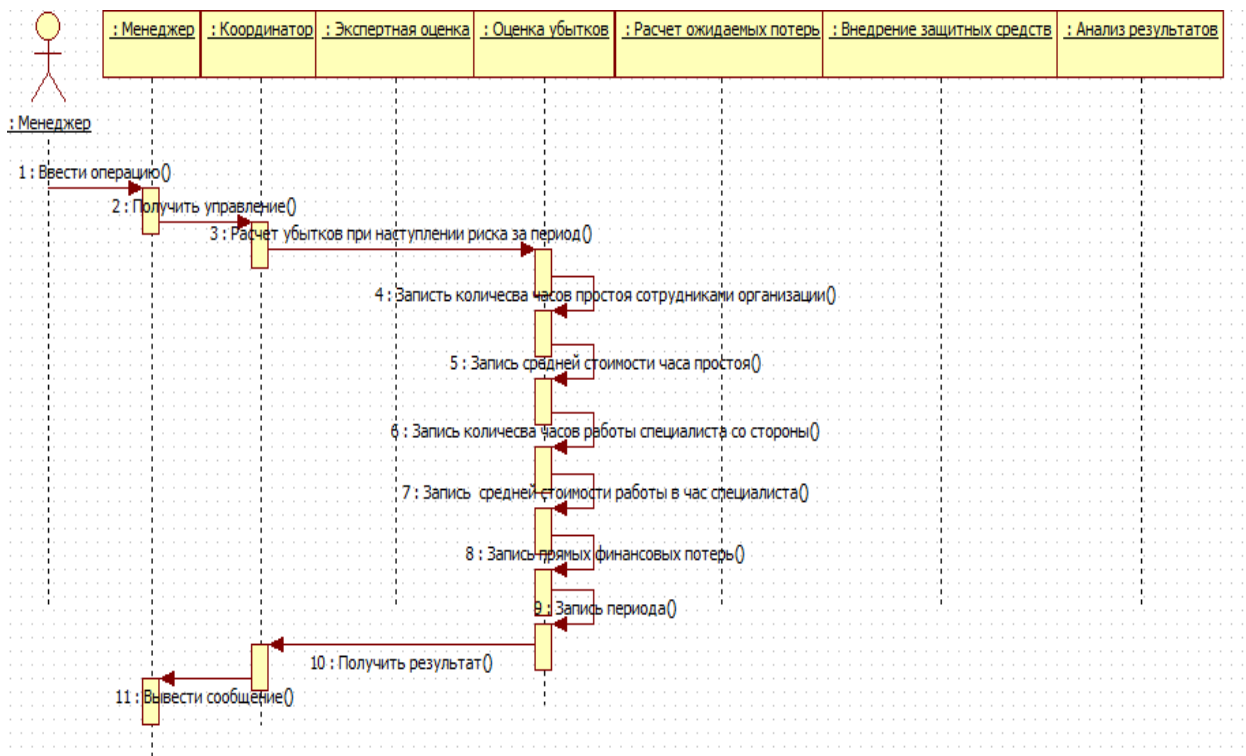 : Менеджер
: Координатор
: Экспертная оценка
: Оценка убытков
: Расчет ожидаемых потерь
: Внедрение защитных средств
: Анализ результатов
: Менеджер
1 : Ввести операцию()
2 : Получить управление()
3 : Расчет убытков при наступлении риска за период()
4 : Записть количесва часов простоя сотрудниками организации()
5 : Запись средней стоимости часа простоя()
6 : Запись количесва часов работы специалиста со стороны()
7 : Запись средней стоимости работы в час специалиста()
8 : Запись прямых финансовых потерь()
9 : Запись периода()
10 : Получить результат()
11 : Вывести сообщение()